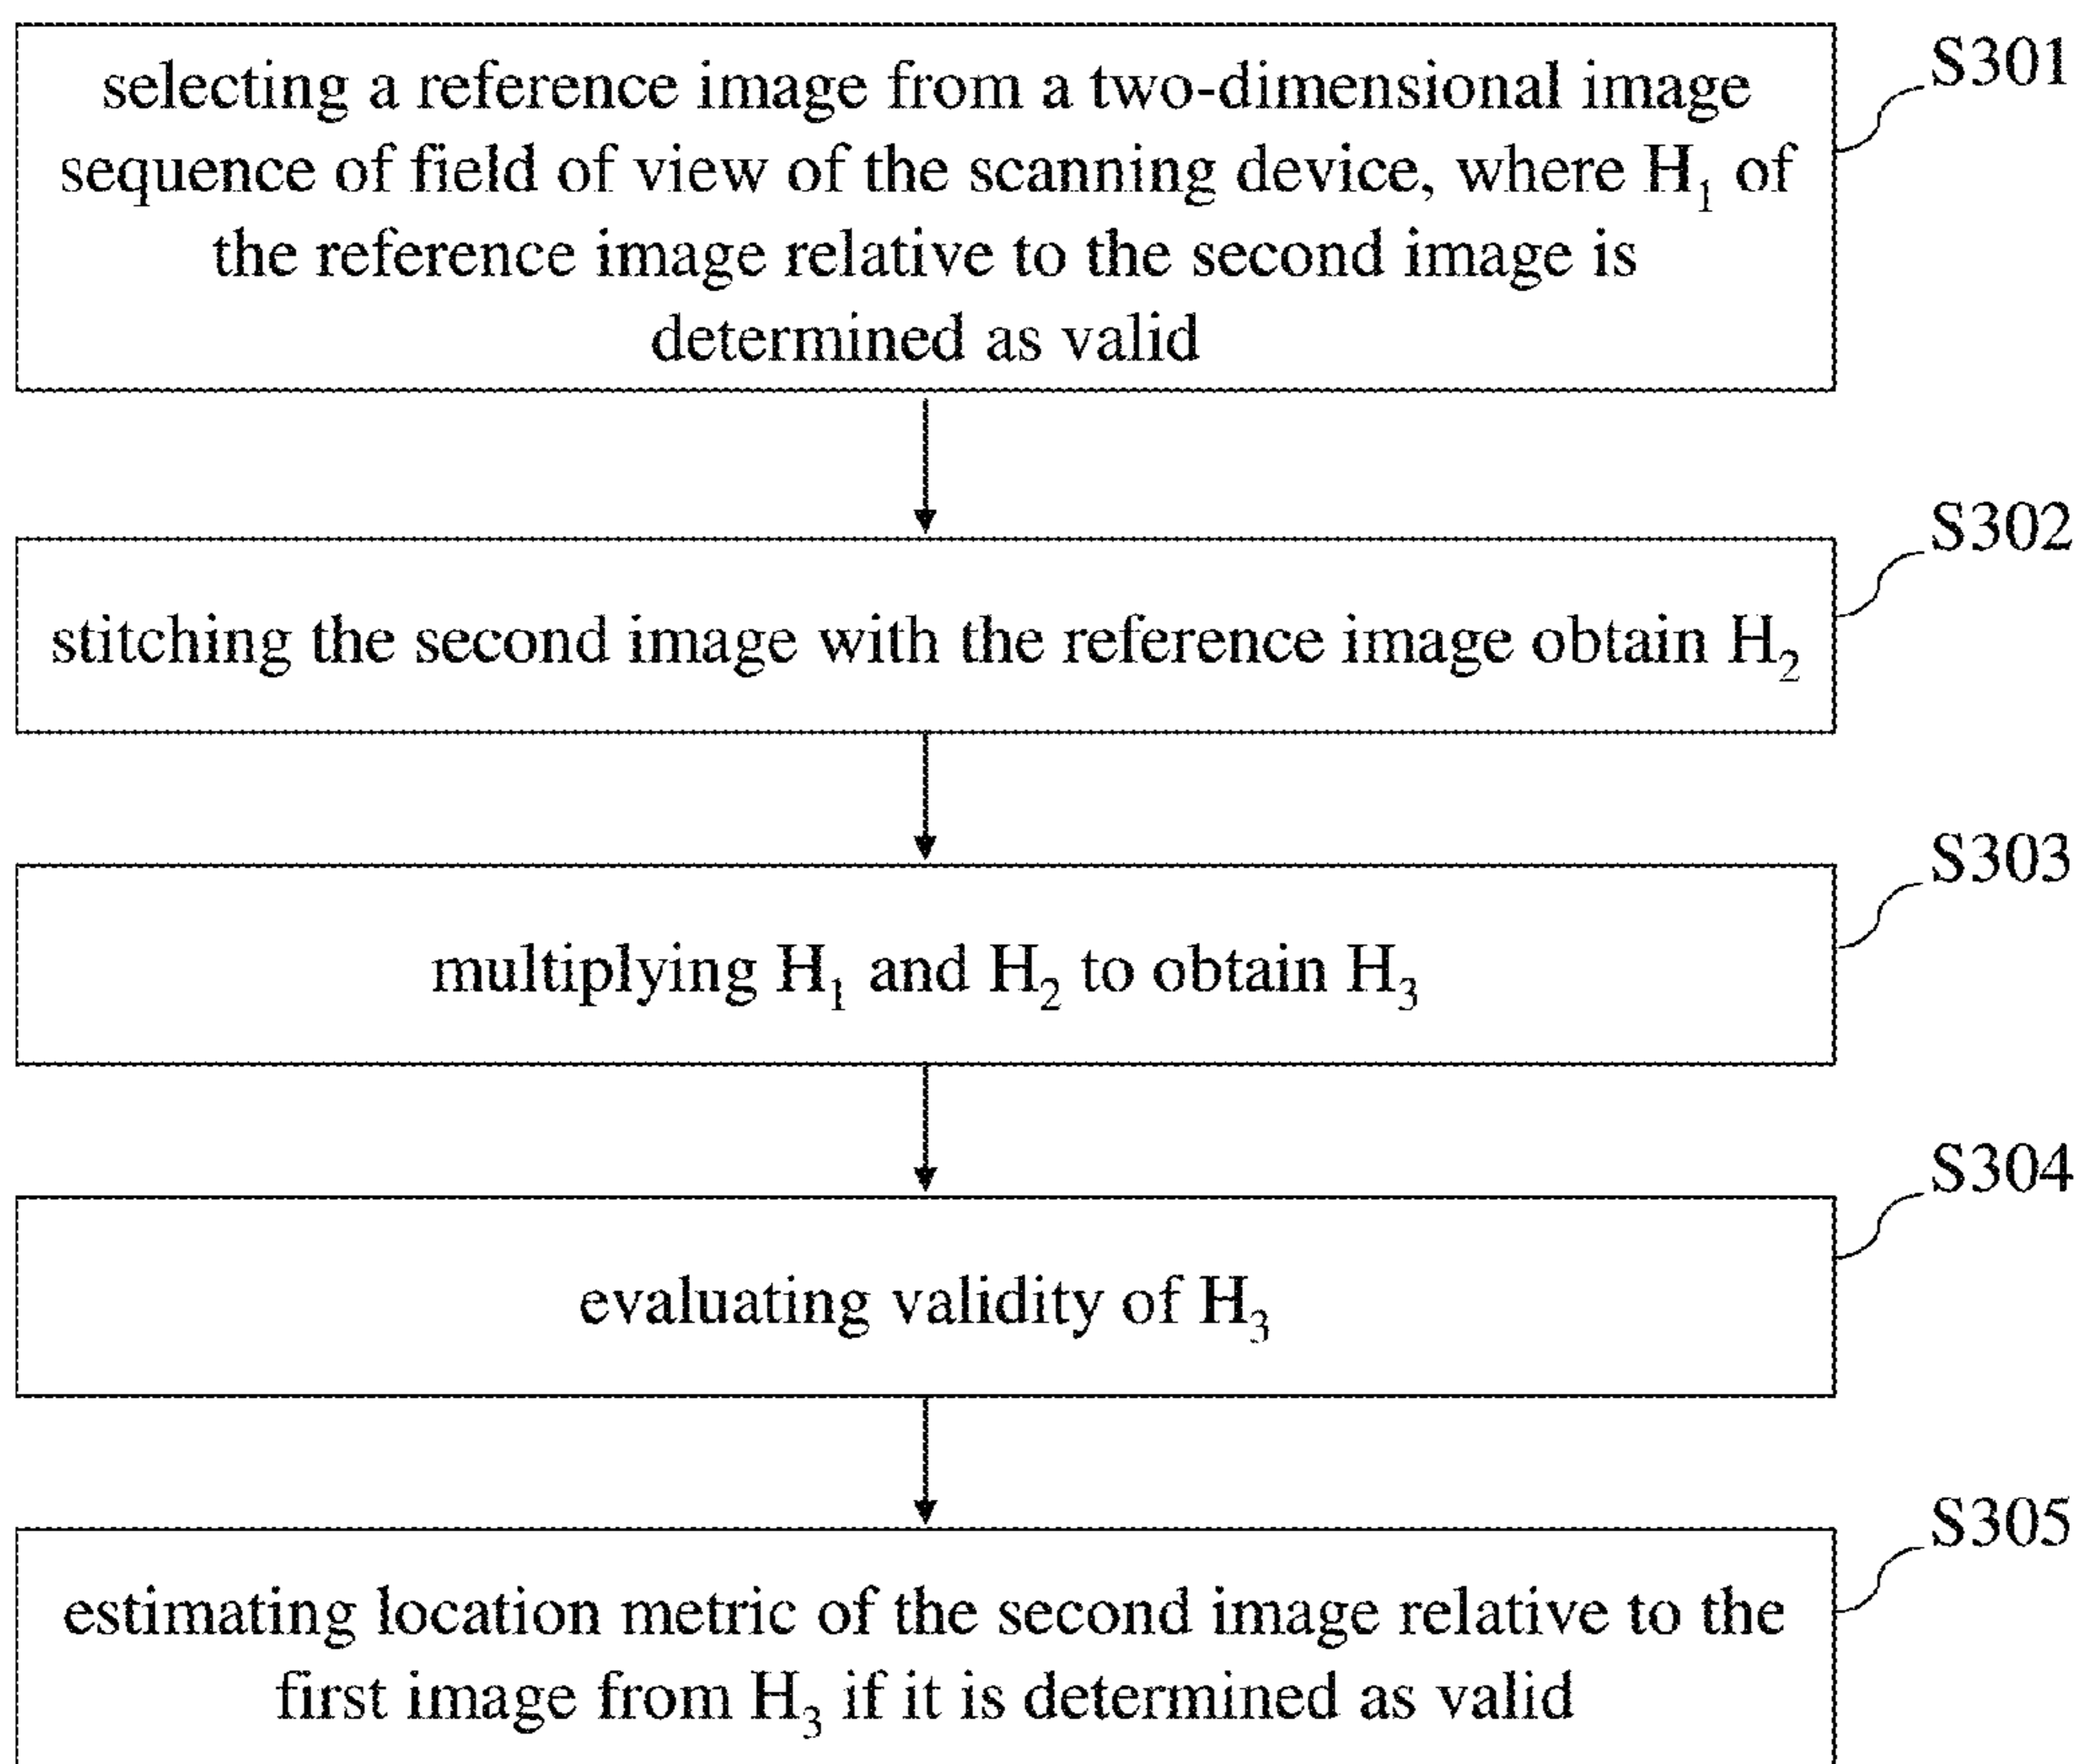 selecting a reference image from a two-dimensional image
sequence of field of view of the scanning device, where H₁ of
the reference image relative to the second image is
determined as valid
S301
stitching the second image with the reference image obtain H₂
S302
multiplying H₁ and H₂ to obtain H₃
S303
evaluating validity of H₃
S304
estimating location metric of the second image relative to the
first image from H₃ if it is determined as valid
S305